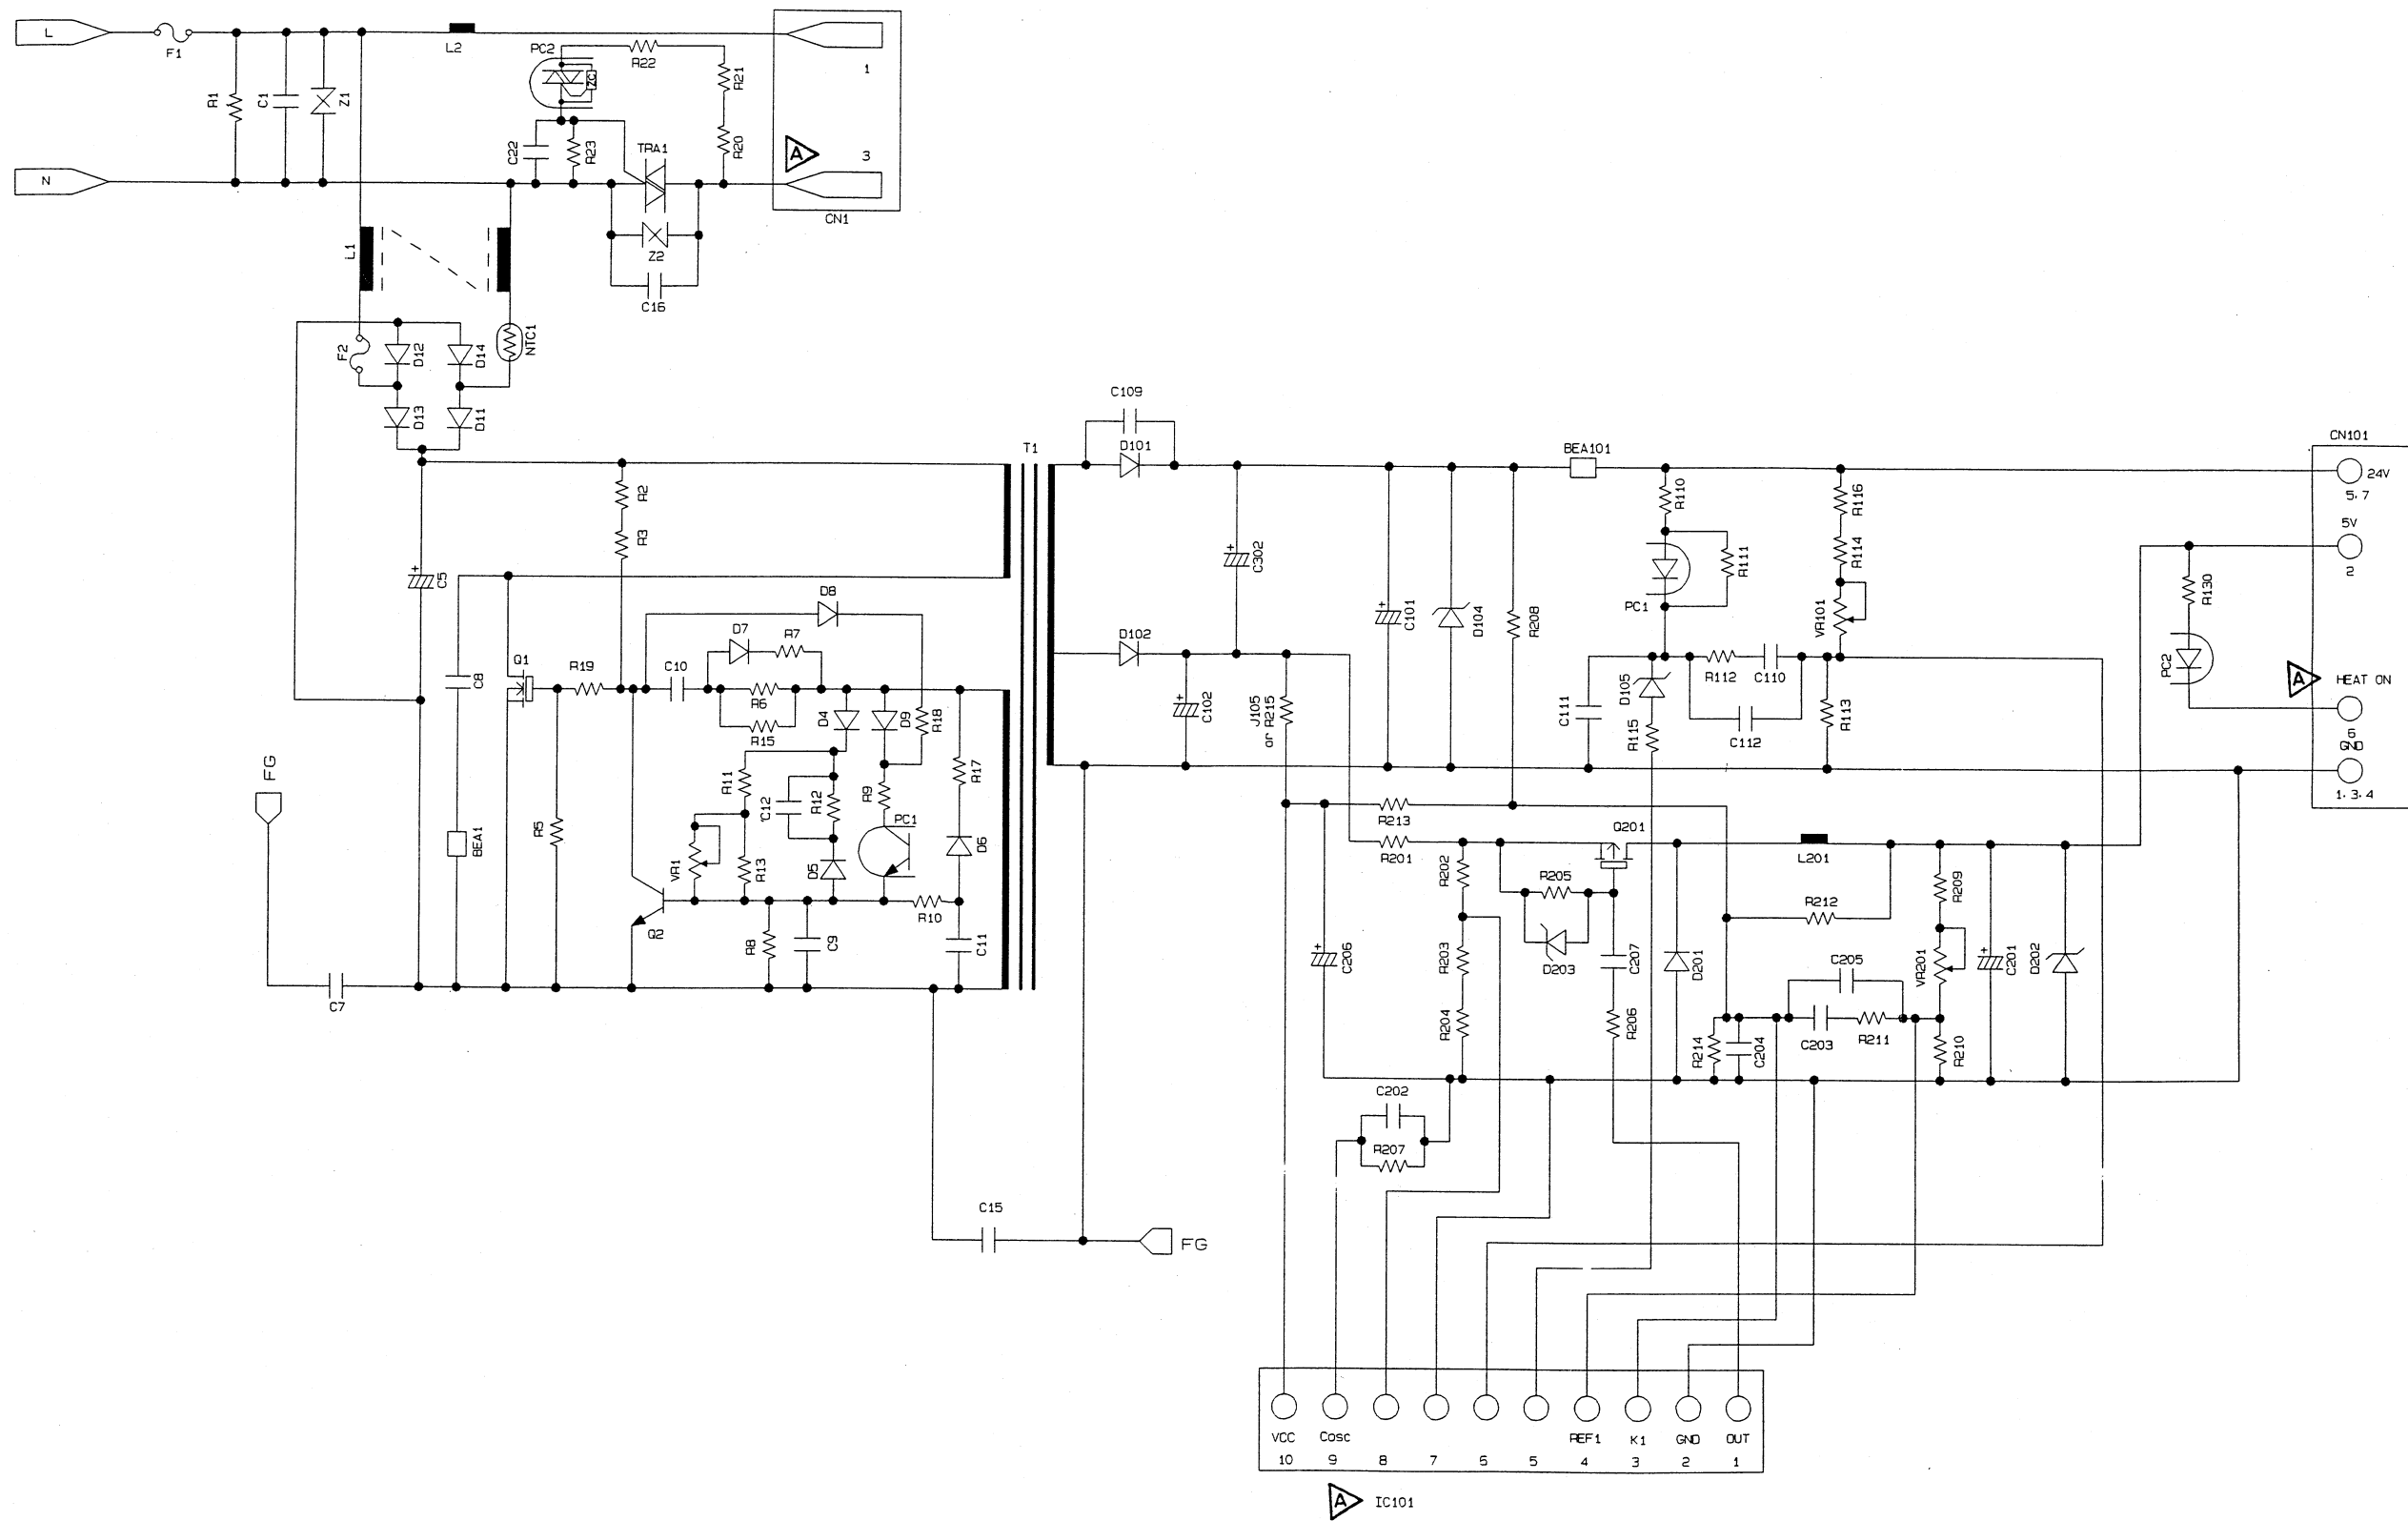 L
F1
L2
PC2
R22
ZC
R21
1
R1
C1
Z1
C22
R23
TRA1
R20
A
3
N
CN1
L1
Z2
C16
F2
D12
D14
NTC1
D13
D11
C109
T1
D101
BEA101
CN101
24V
5,7
R2
R3
C302
R110
R116
5V
C5
D8
C101
D104
R208
R111
R114
2
PC1
VR101
R130
D7
R7
D102
Q1
R19
C10
C8
R6
D4
D9
R18
R15
C102
J105
or R215
C111
D105
R112
C110
R113
PC2
A
HEAT ON
R115
C112
6
GND
FG
R11
C12
R12
R9
R17
1,3,4
R5
BEA1
VR1
R13
D5
PC1
D6
R213
R201
Q201
L201
R202
R205
R209
R212
R10
Q2
R8
C9
C11
C206
R203
D203
C207
D201
C205
VR201
C201
D202
C7
R204
R206
R214
C204
C203
R211
R210
C202
R207
C15
FG
VCC
Cosc
REF1
K1
GND
OUT
10
9
8
7
6
5
4
3
2
1
A
IC101